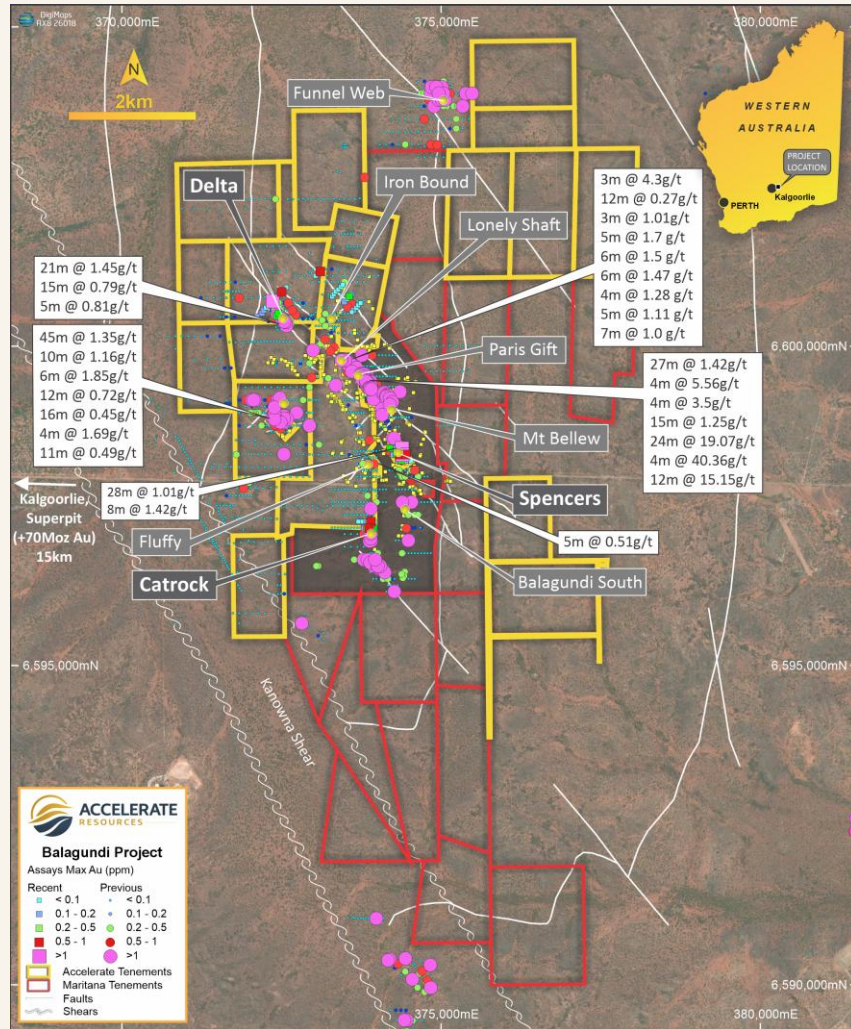 DigiMaps
RXB 26018
370,000mE
375,000mE
380,000mE
N
2km
Funnel Web
WESTERN
AUSTRALIA
PROJECT
LOCATION
PERTH
Kalgoorlie
Delta
Iron Bound
Lonely Shaft
3m @ 4.3g/t
12m @ 0.27g/t
3m @ 1.01g/t
5m @ 1.7 g/t
6m @ 1.5 g/t
6m @ 1.47 g/t
4m @ 1.28 g/t
5m @ 1.11 g/t
7m @ 1.0 g/t
21m @ 1.45g/t
15m @ 0.79g/t
5m @ 0.81g/t
6,600,000mN
45m @ 1.35g/t
10m @ 1.16g/t
6m @ 1.85g/t
12m @ 0.72g/t
16m @ 0.45g/t
4m @ 1.69g/t
11m @ 0.49g/t
Paris Gift
27m @ 1.42g/t
4m @ 5.56g/t
4m @ 3.5g/t
15m @ 1.25g/t
24m @ 19.07g/t
4m @ 40.36g/t
12m @ 15.15g/t
Mt Bellew
Kalgoorlie,
Superpit
(+70Moz Au)
15km
28m @ 1.01g/t
8m @ 1.42g/t
Spencers
Fluffy
5m @ 0.51g/t
Catrock
Balagundi South
6,595,000mN
6,595,000mN
Kanowna Shear
ACCELERATE
RESOURCES
Balagundi Project
Assays Max Au (ppm)
Recent Previous
< 0.1 < 0.1
0.1 - 0.2 0.1 - 0.2
0.2 - 0.5 0.2 - 0.5
0.5 - 1 0.5 - 1
>1 >1
Accelerate Tenements
Maritana Tenements
Faults
Shears
6,590,000mN
375,000mE
380,000mE